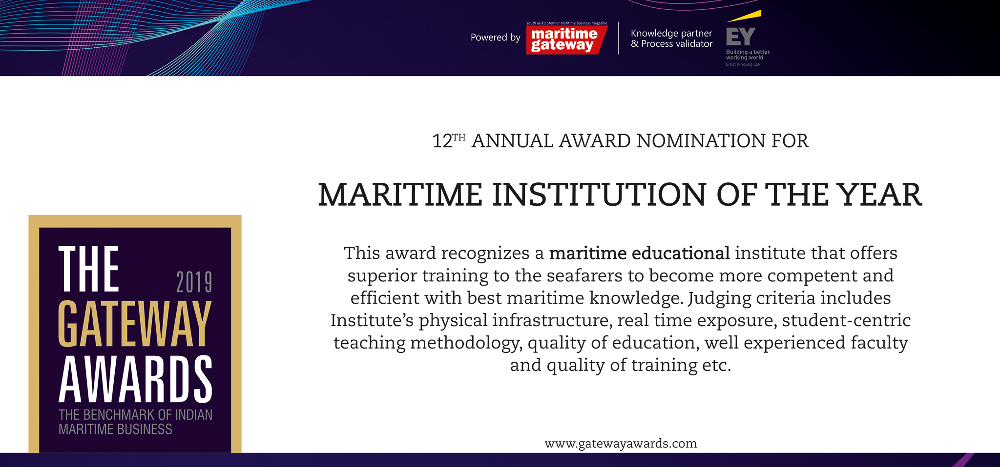 south asia's premier maritime business magazine
Powered by
maritime
gateway
Knowledge partner
& Process validator
EY
Building a better
working world
Ernst & Young LLP
12TH ANNUAL AWARD NOMINATION FOR
MARITIME INSTITUTION OF THE YEAR
This award recognizes a maritime educational institute that offers
superior training to the seafarers to become more competent and
efficient with best maritime knowledge. Judging criteria includes
Institute’s physical infrastructure, real time exposure, student-centric
teaching methodology, quality of education, well experienced faculty
and quality of training etc.
THE
2019
GATEWAY
AWARDS
THE BENCHMARK OF INDIAN
MARITIME BUSINESS
www.gatewayawards.com